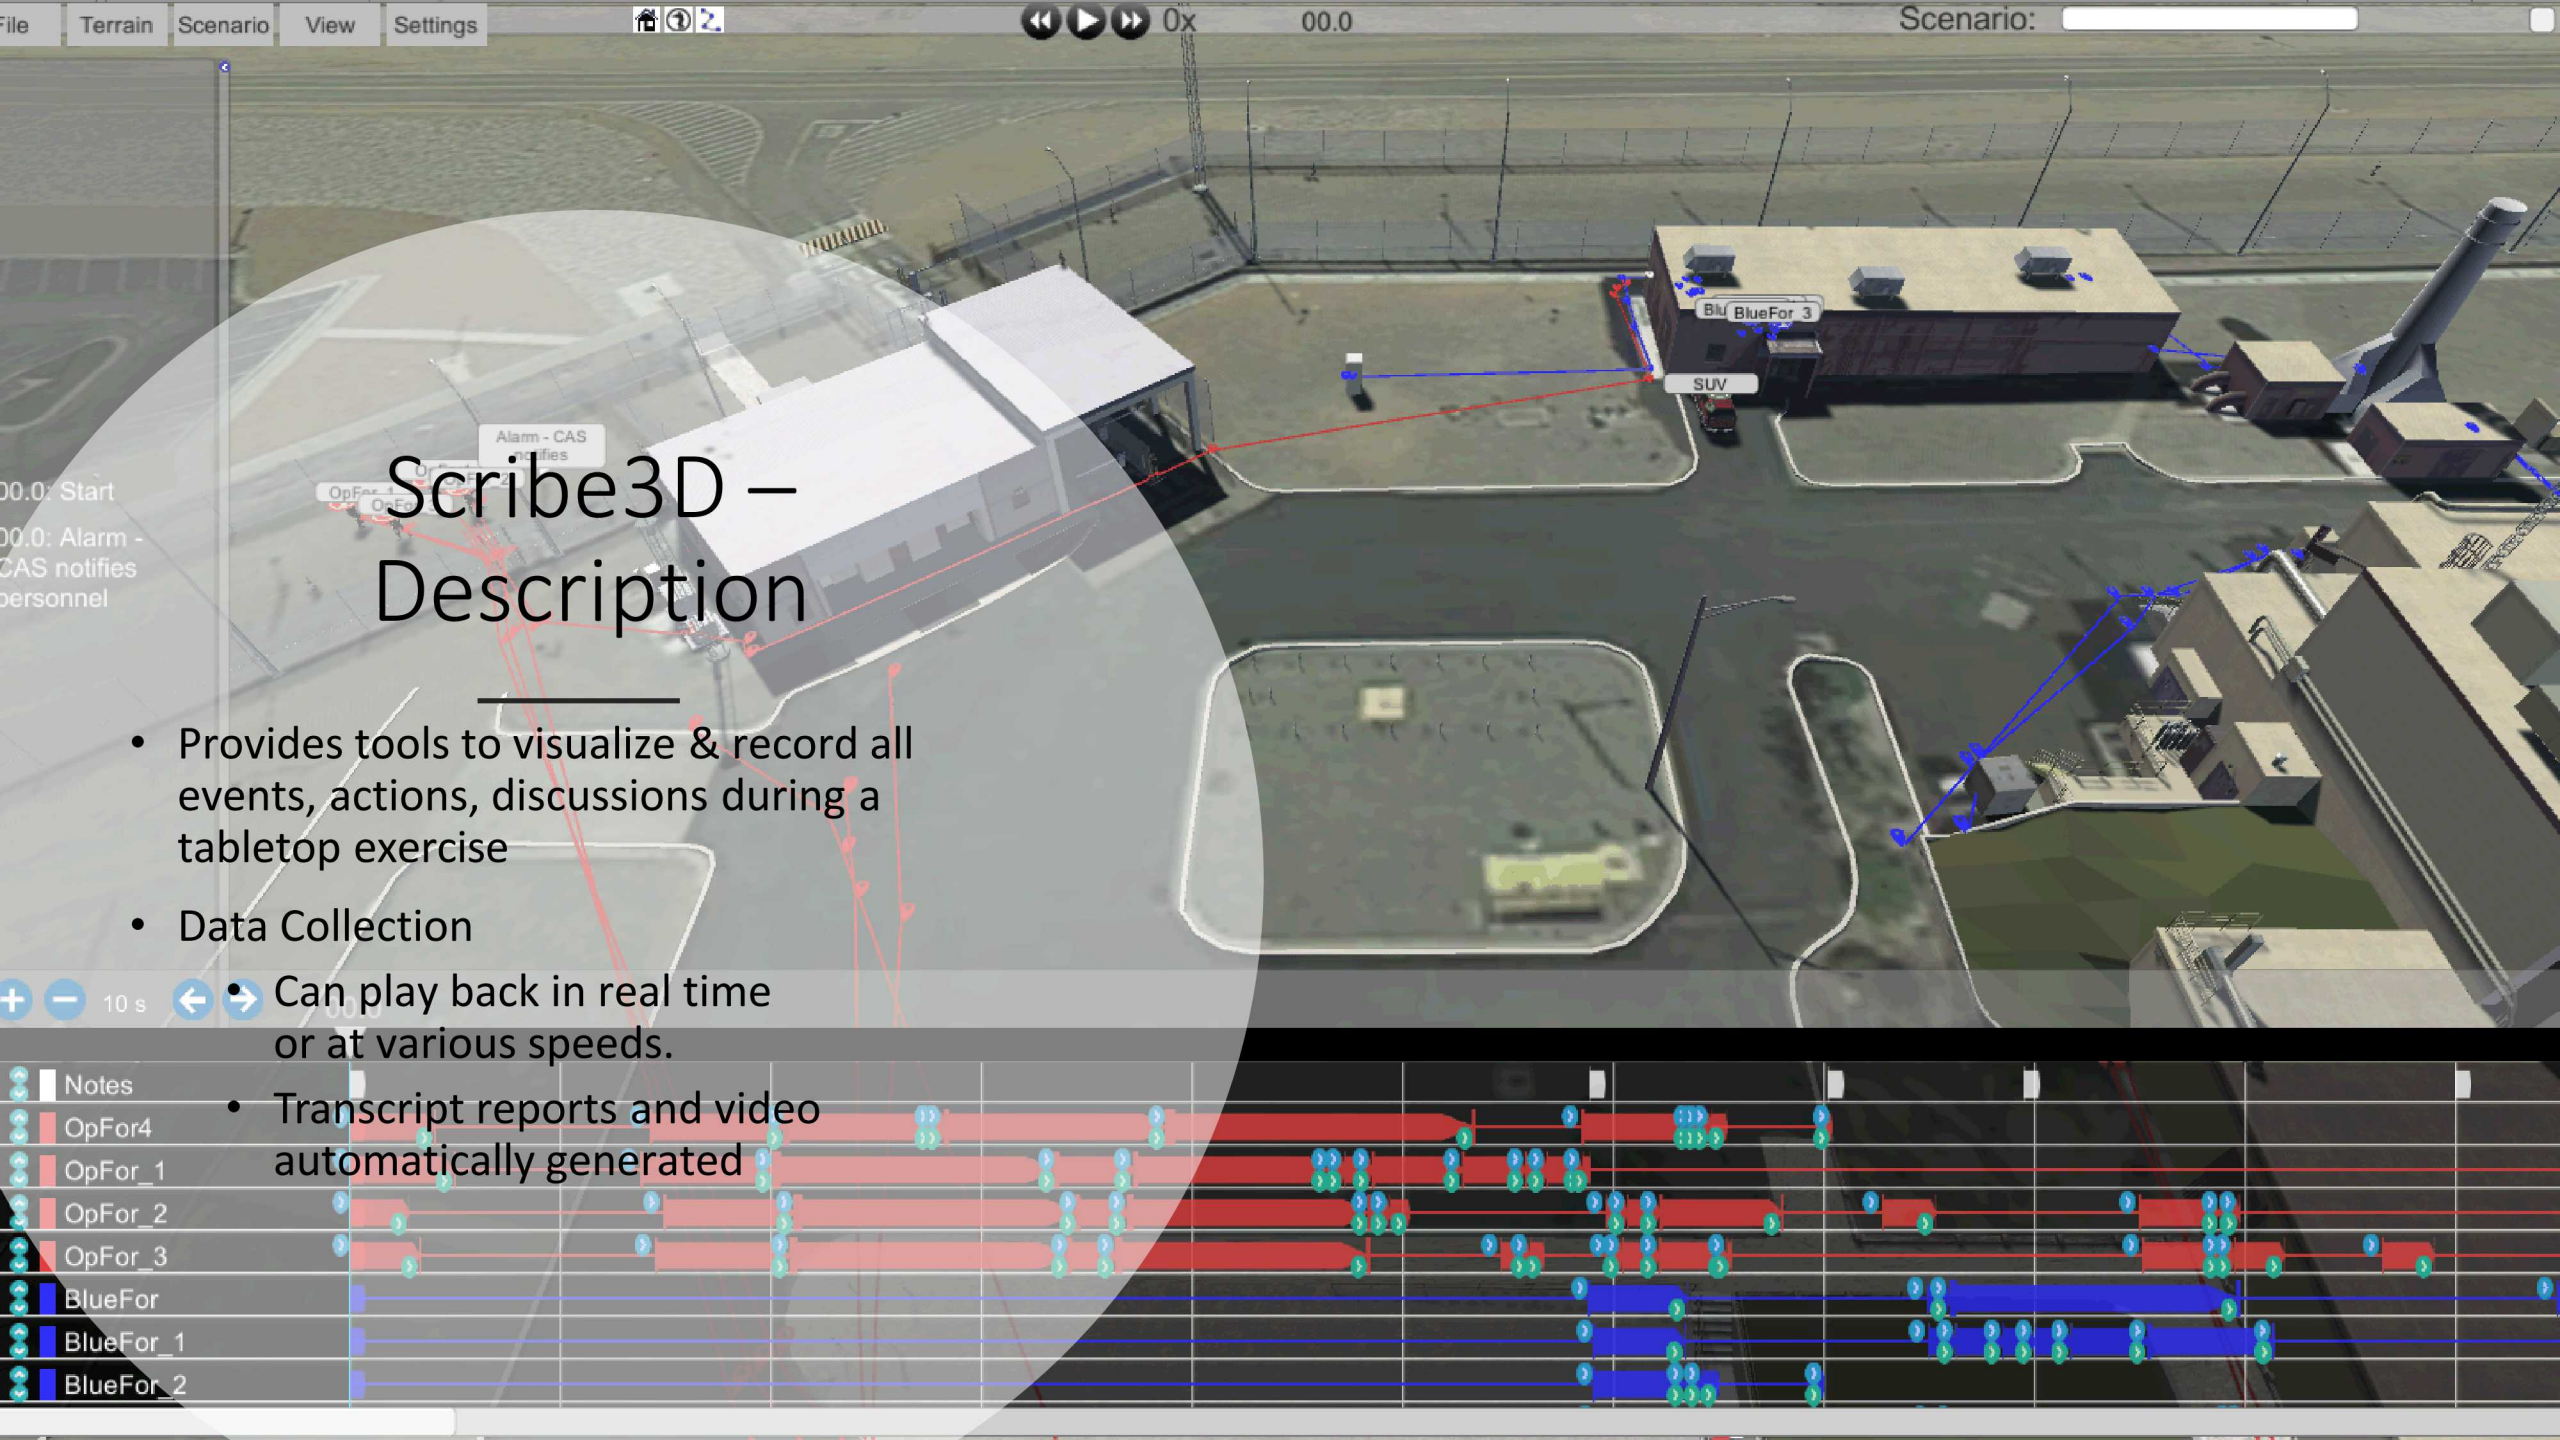 File Terrain Scenario View Settings 0x 00.0 Scenario:
BlueFor_3
SUV
Alarm - CAS
notifies
00.0: Start
00.0: Alarm -
CAS notifies
personnel
Scribe3D –
Description
• Provides tools to visualize & record all
events, actions, discussions during a
tabletop exercise
• Data Collection
• Can play back in real time
or at various speeds.
• Transcript reports and video
automatically generated
10 s 00.0
Notes
OpFor4
OpFor_1
OpFor_2
OpFor_3
BlueFor
BlueFor_1
BlueFor_2